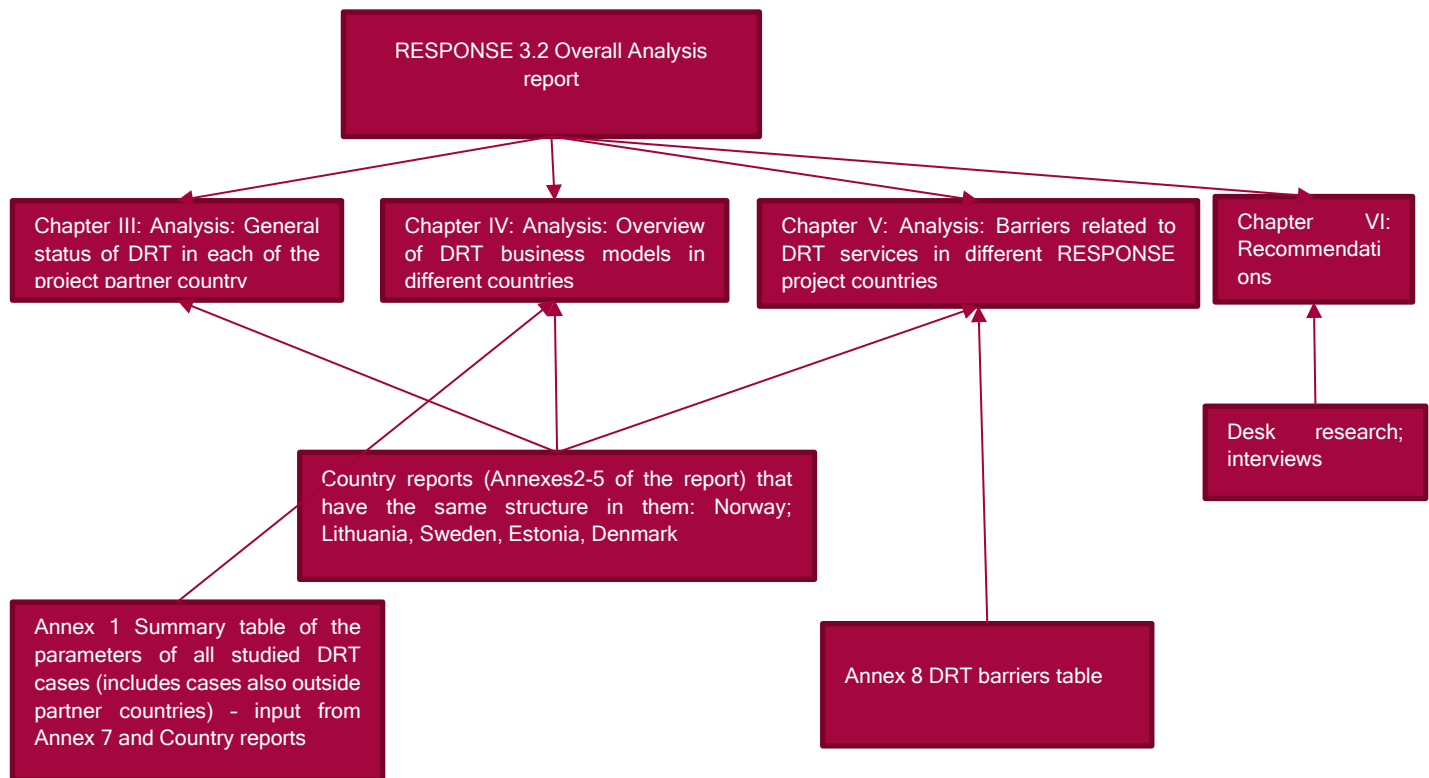 RESPONSE 3.2 Overall Analysis
report
Chapter III: Analysis: General
status of DRT in each of the
project partner country
Chapter IV: Analysis: Overview
of DRT business models in
different countries
Chapter V: Analysis: Barriers related to
DRT services in different RESPONSE
project countries
Chapter VI:
Recommendati
ons
Desk research;
interviews
Country reports (Annexes2-5 of the report) that
have the same structure in them: Norway;
Lithuania, Sweden, Estonia, Denmark
Annex 1 Summary table of the
parameters of all studied DRT
cases (includes cases also outside
partner countries) - input from
Annex 7 and Country reports
Annex 8 DRT barriers table